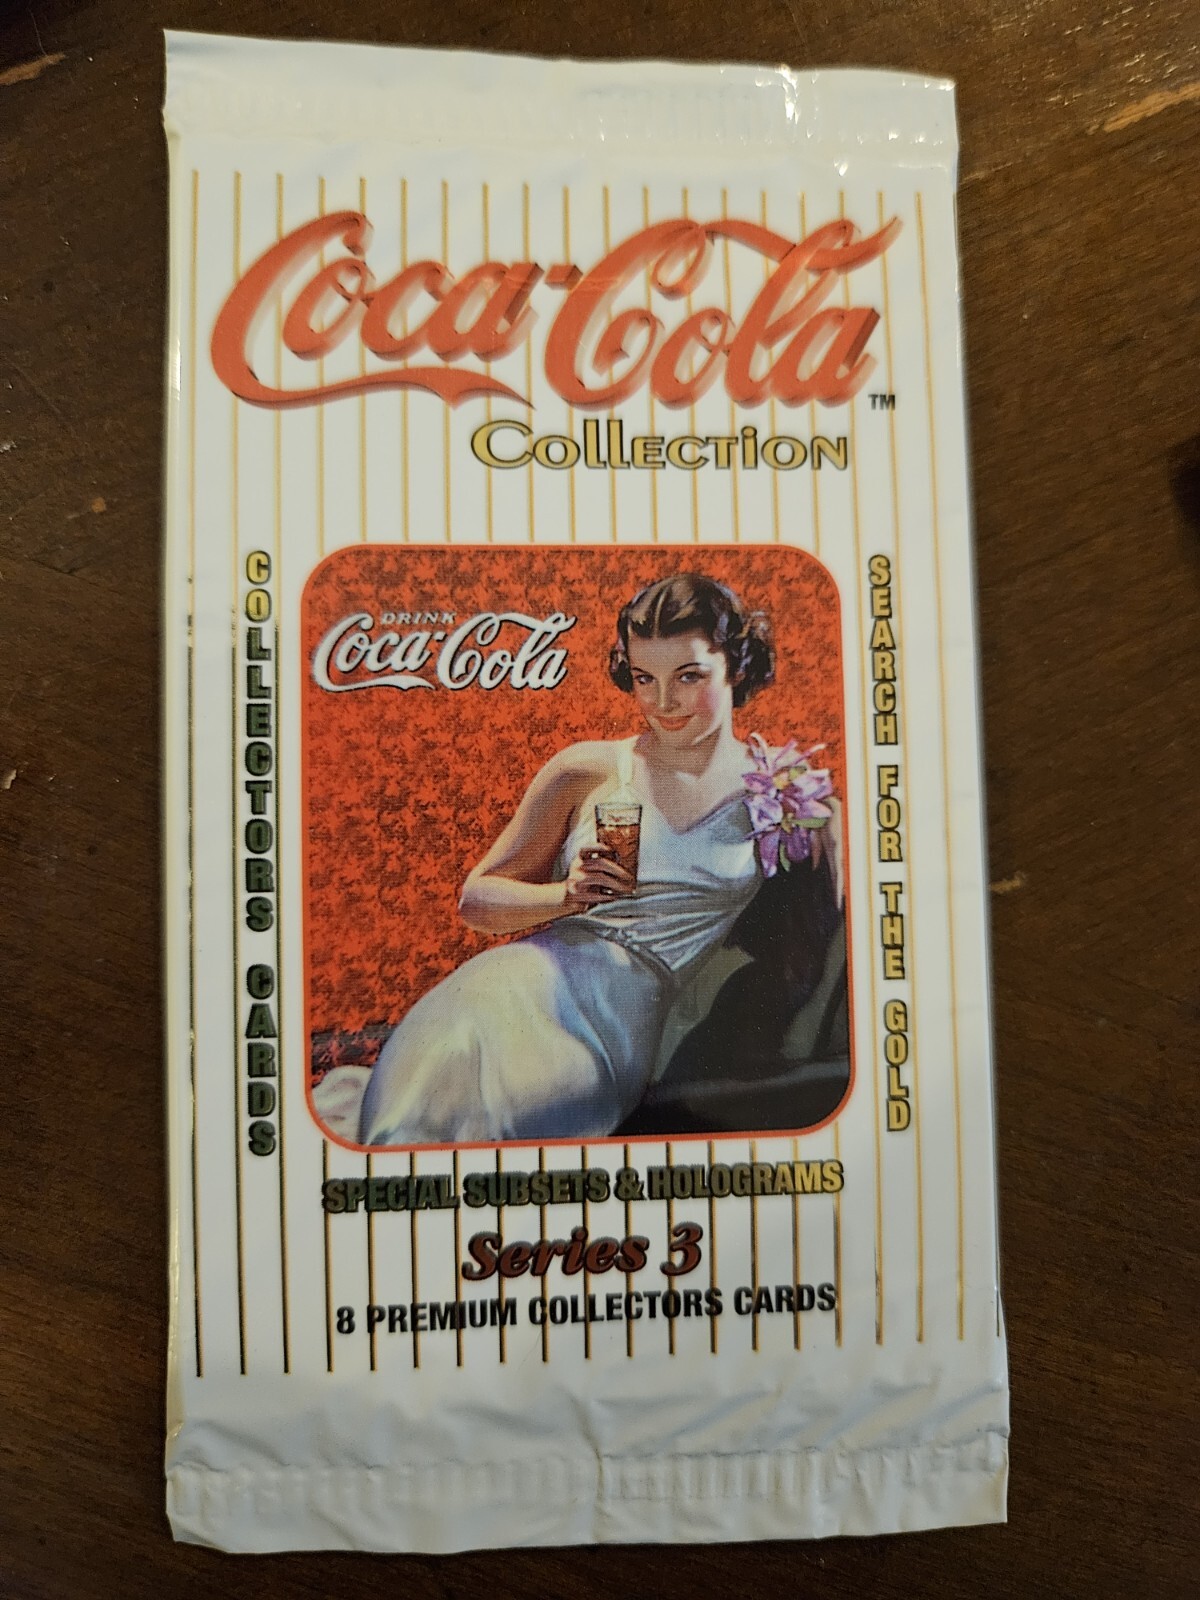 Coca-Cola
TM
Collection
COLLECTORS CARDS
SEARCH FOR THE GOLD
DRINK
Coca-Cola
SPECIAL SUBSETS & HOLOGRAMS
Series 3
8 PREMIUM COLLECTORS CARDS